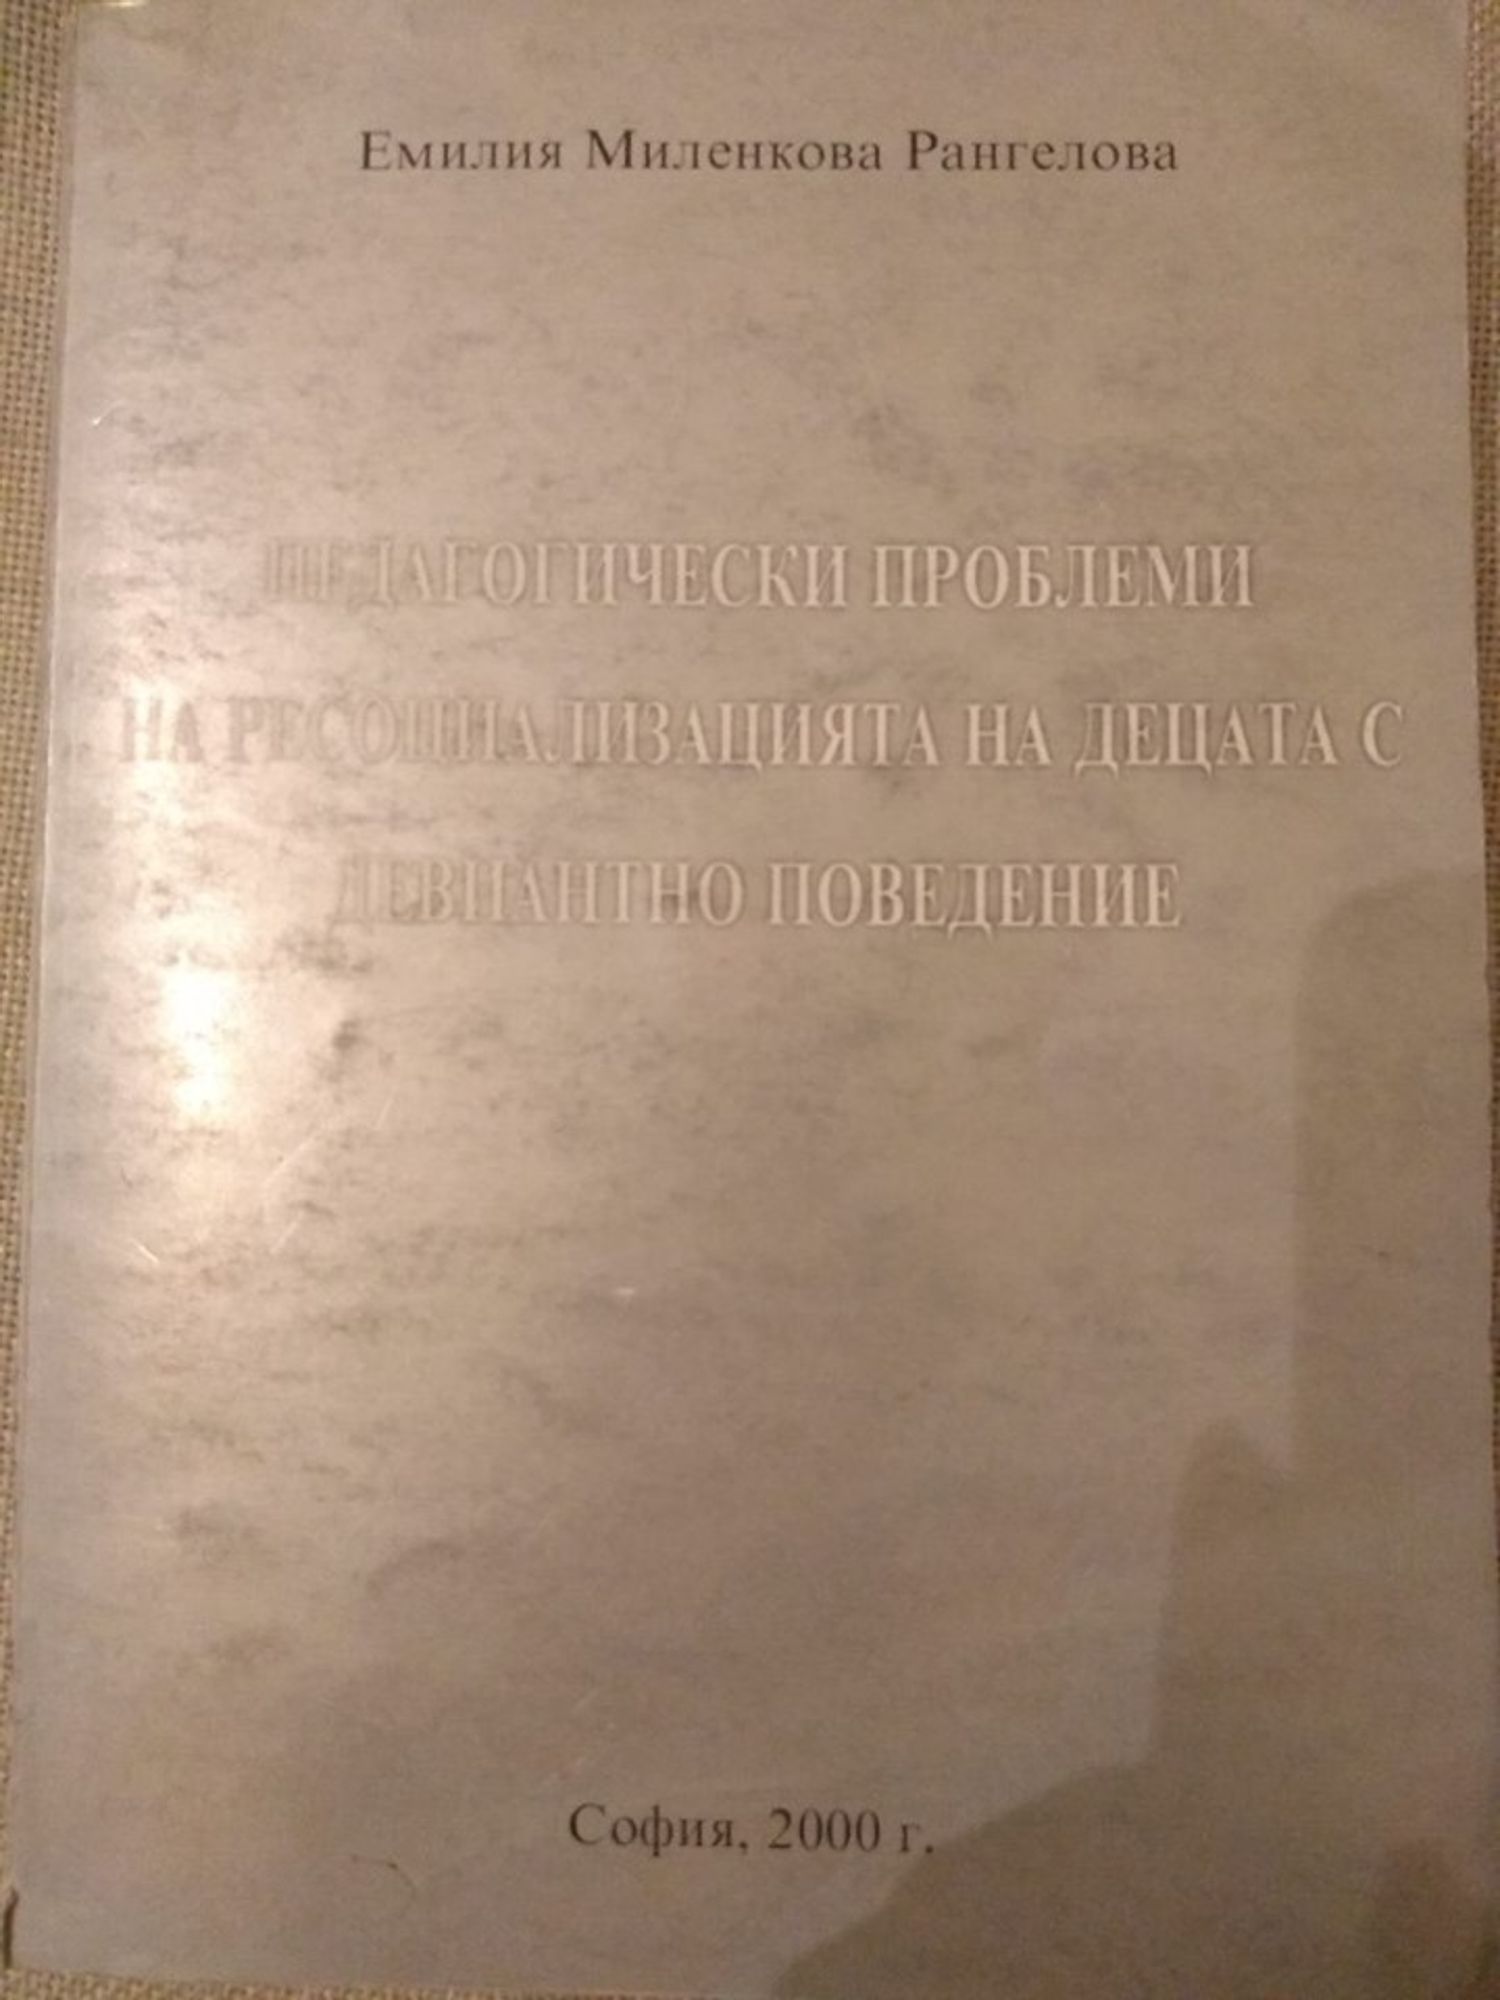 Емилия Миленкова Рангелова
ПЕДАГОГИЧЕСКИ ПРОБЛЕМИ
НА РЕСОЦИАЛИЗАЦИЯТА НА ДЕЦАТА С
ДЕВИАНТНО ПОВЕДЕНИЕ
София, 2000 г.